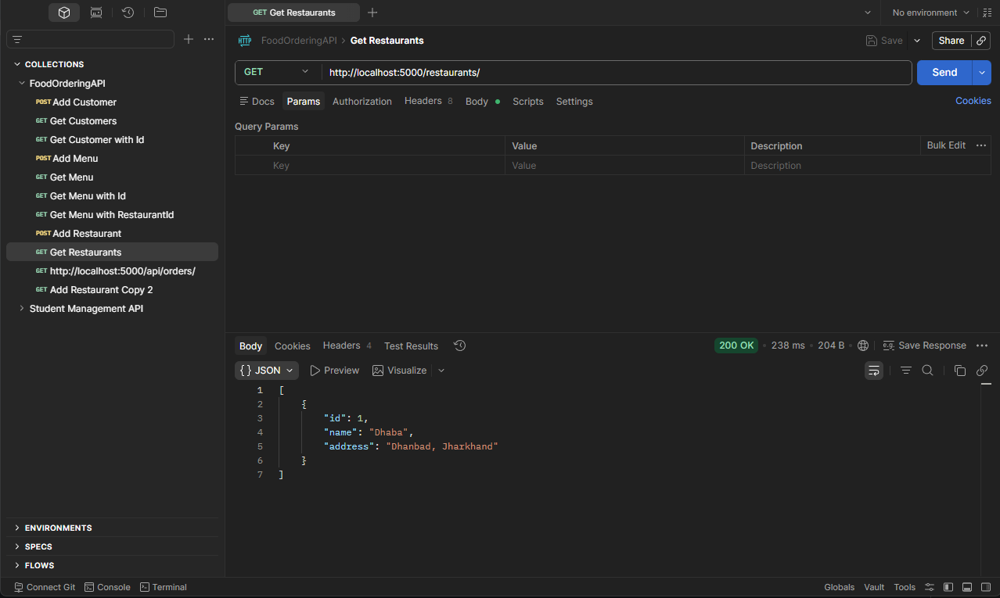 GET Get Restaurants
No environment
FoodOrderingAPI > Get Restaurants
Save
Share
COLLECTIONS
FoodOrderingAPI
POST Add Customer
GET Get Customers
GET Get Customer with Id
POST Add Menu
GET Get Menu
GET Get Menu with Id
GET Get Menu with RestaurantId
POST Add Restaurant
GET Get Restaurants
GET http://localhost:5000/api/orders/
GET Add Restaurant Copy 2
Student Management API
ENVIRONMENTS
SPECS
FLOWS
HTTP
GET http://localhost:5000/restaurants/
Send
Docs Params Authorization Headers 8 Body Scripts Settings Cookies
Query Params
Key Value Description Bulk Edit
Key Value Description
Body Cookies Headers 4 Test Results
200 OK 238 ms 204 B e.g. Save Response
{} JSON Preview Visualize
1 [
2 {
3 "id": 1,
4 "name": "Dhaba",
5 "address": "Dhanbad, Jharkhand"
6 }
7 ]
Connect Git Console Terminal
Globals Vault Tools